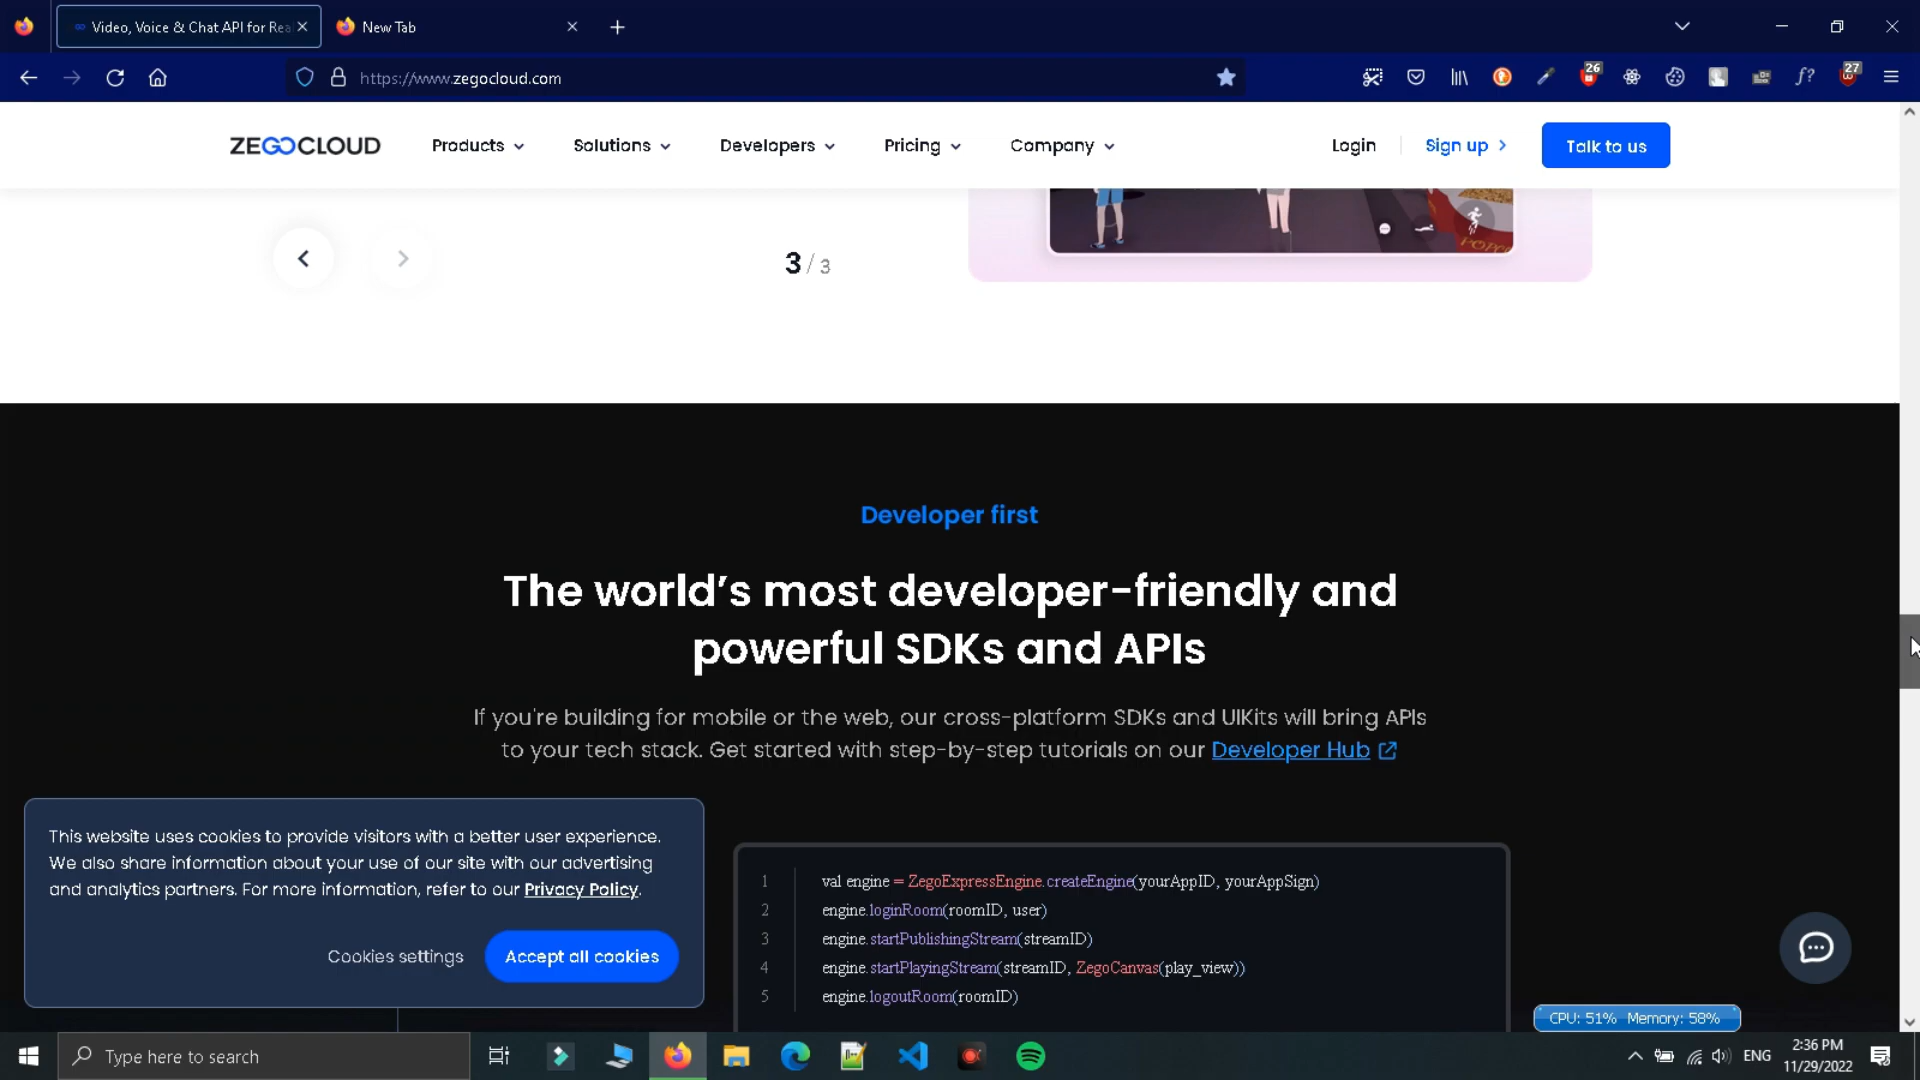 Video, Voice & Chat API for Rea
New Tab
https://www.zegocloud.com
26
f?
27
ZEGOCLOUD
Products
Solutions
Developers
Pricing
Company
Login
Sign up
Talk to us
POPO
3 / 3
Developer first
The world's most developer-friendly and
powerful SDKs and APIs
If you're building for mobile or the web, our cross-platform SDKs and UIKits will bring APIs
to your tech stack. Get started with step-by-step tutorials on our Developer Hub
This website uses cookies to provide visitors with a better user experience.
We also share information about your use of our site with our advertising
and analytics partners. For more information, refer to our Privacy Policy.
Cookies settings
Accept all cookies
1 val engine = ZegoExpressEngine.createEngine(yourAppID, yourAppSign)
2 engine.loginRoom(roomID, user)
3 engine.startPublishingStream(streamID)
4 engine.startPlayingStream(streamID, ZegoCanvas(play_view))
5 engine.logoutRoom(roomID)
CPU: 51% Memory: 58%
Type here to search
ENG
2:36 PM
11/29/2022